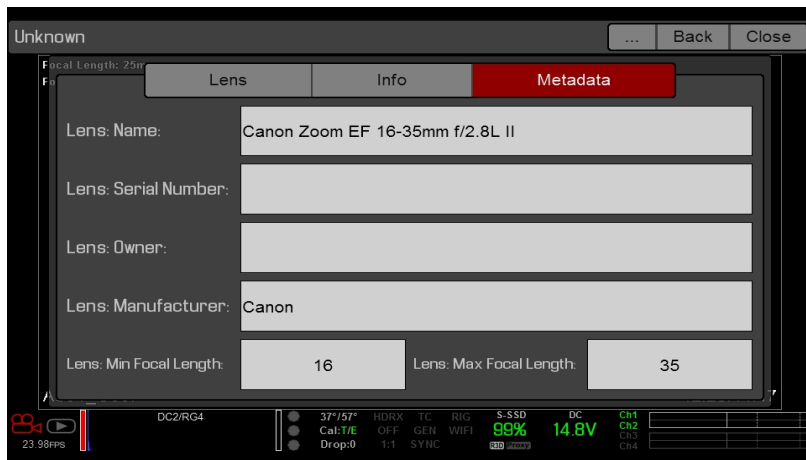 Unknown ... Back Close
Focal Length: 25m
Lens Info Metadata
Lens: Name: Canon Zoom EF 16-35mm f/2.8L II
Lens: Serial Number:
Lens: Owner:
Lens: Manufacturer: Canon
Lens: Min Focal Length: 16 Lens: Max Focal Length: 35
DC2/RG4 37°/57° HDRX TC RIG S-SSD DC Ch1
Cal:T/E OFF GEN WIFI 99% 14.8V Ch2
23.98FPS Drop:0 1:1 SYNC R3D Proxy Ch3
Ch4